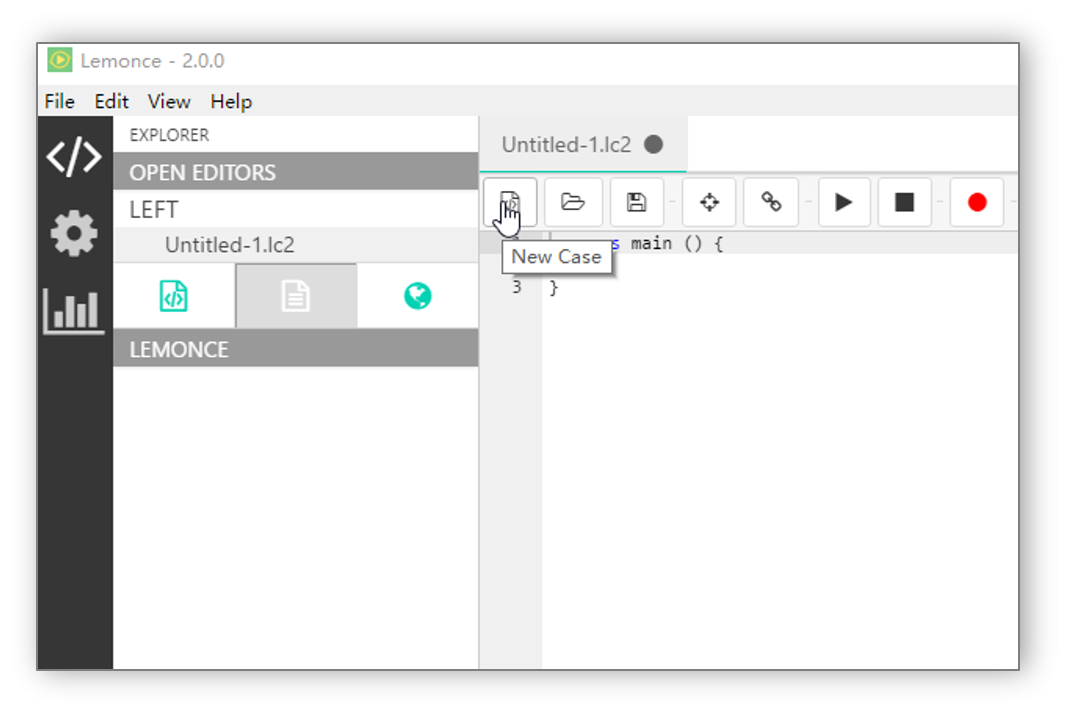 Lemonce - 2.0.0
File Edit View Help
EXPLORER
OPEN EDITORS
LEFT
Untitled-1.lc2
LEMONCE
Untitled-1.lc2
main () {
New Case
3 }